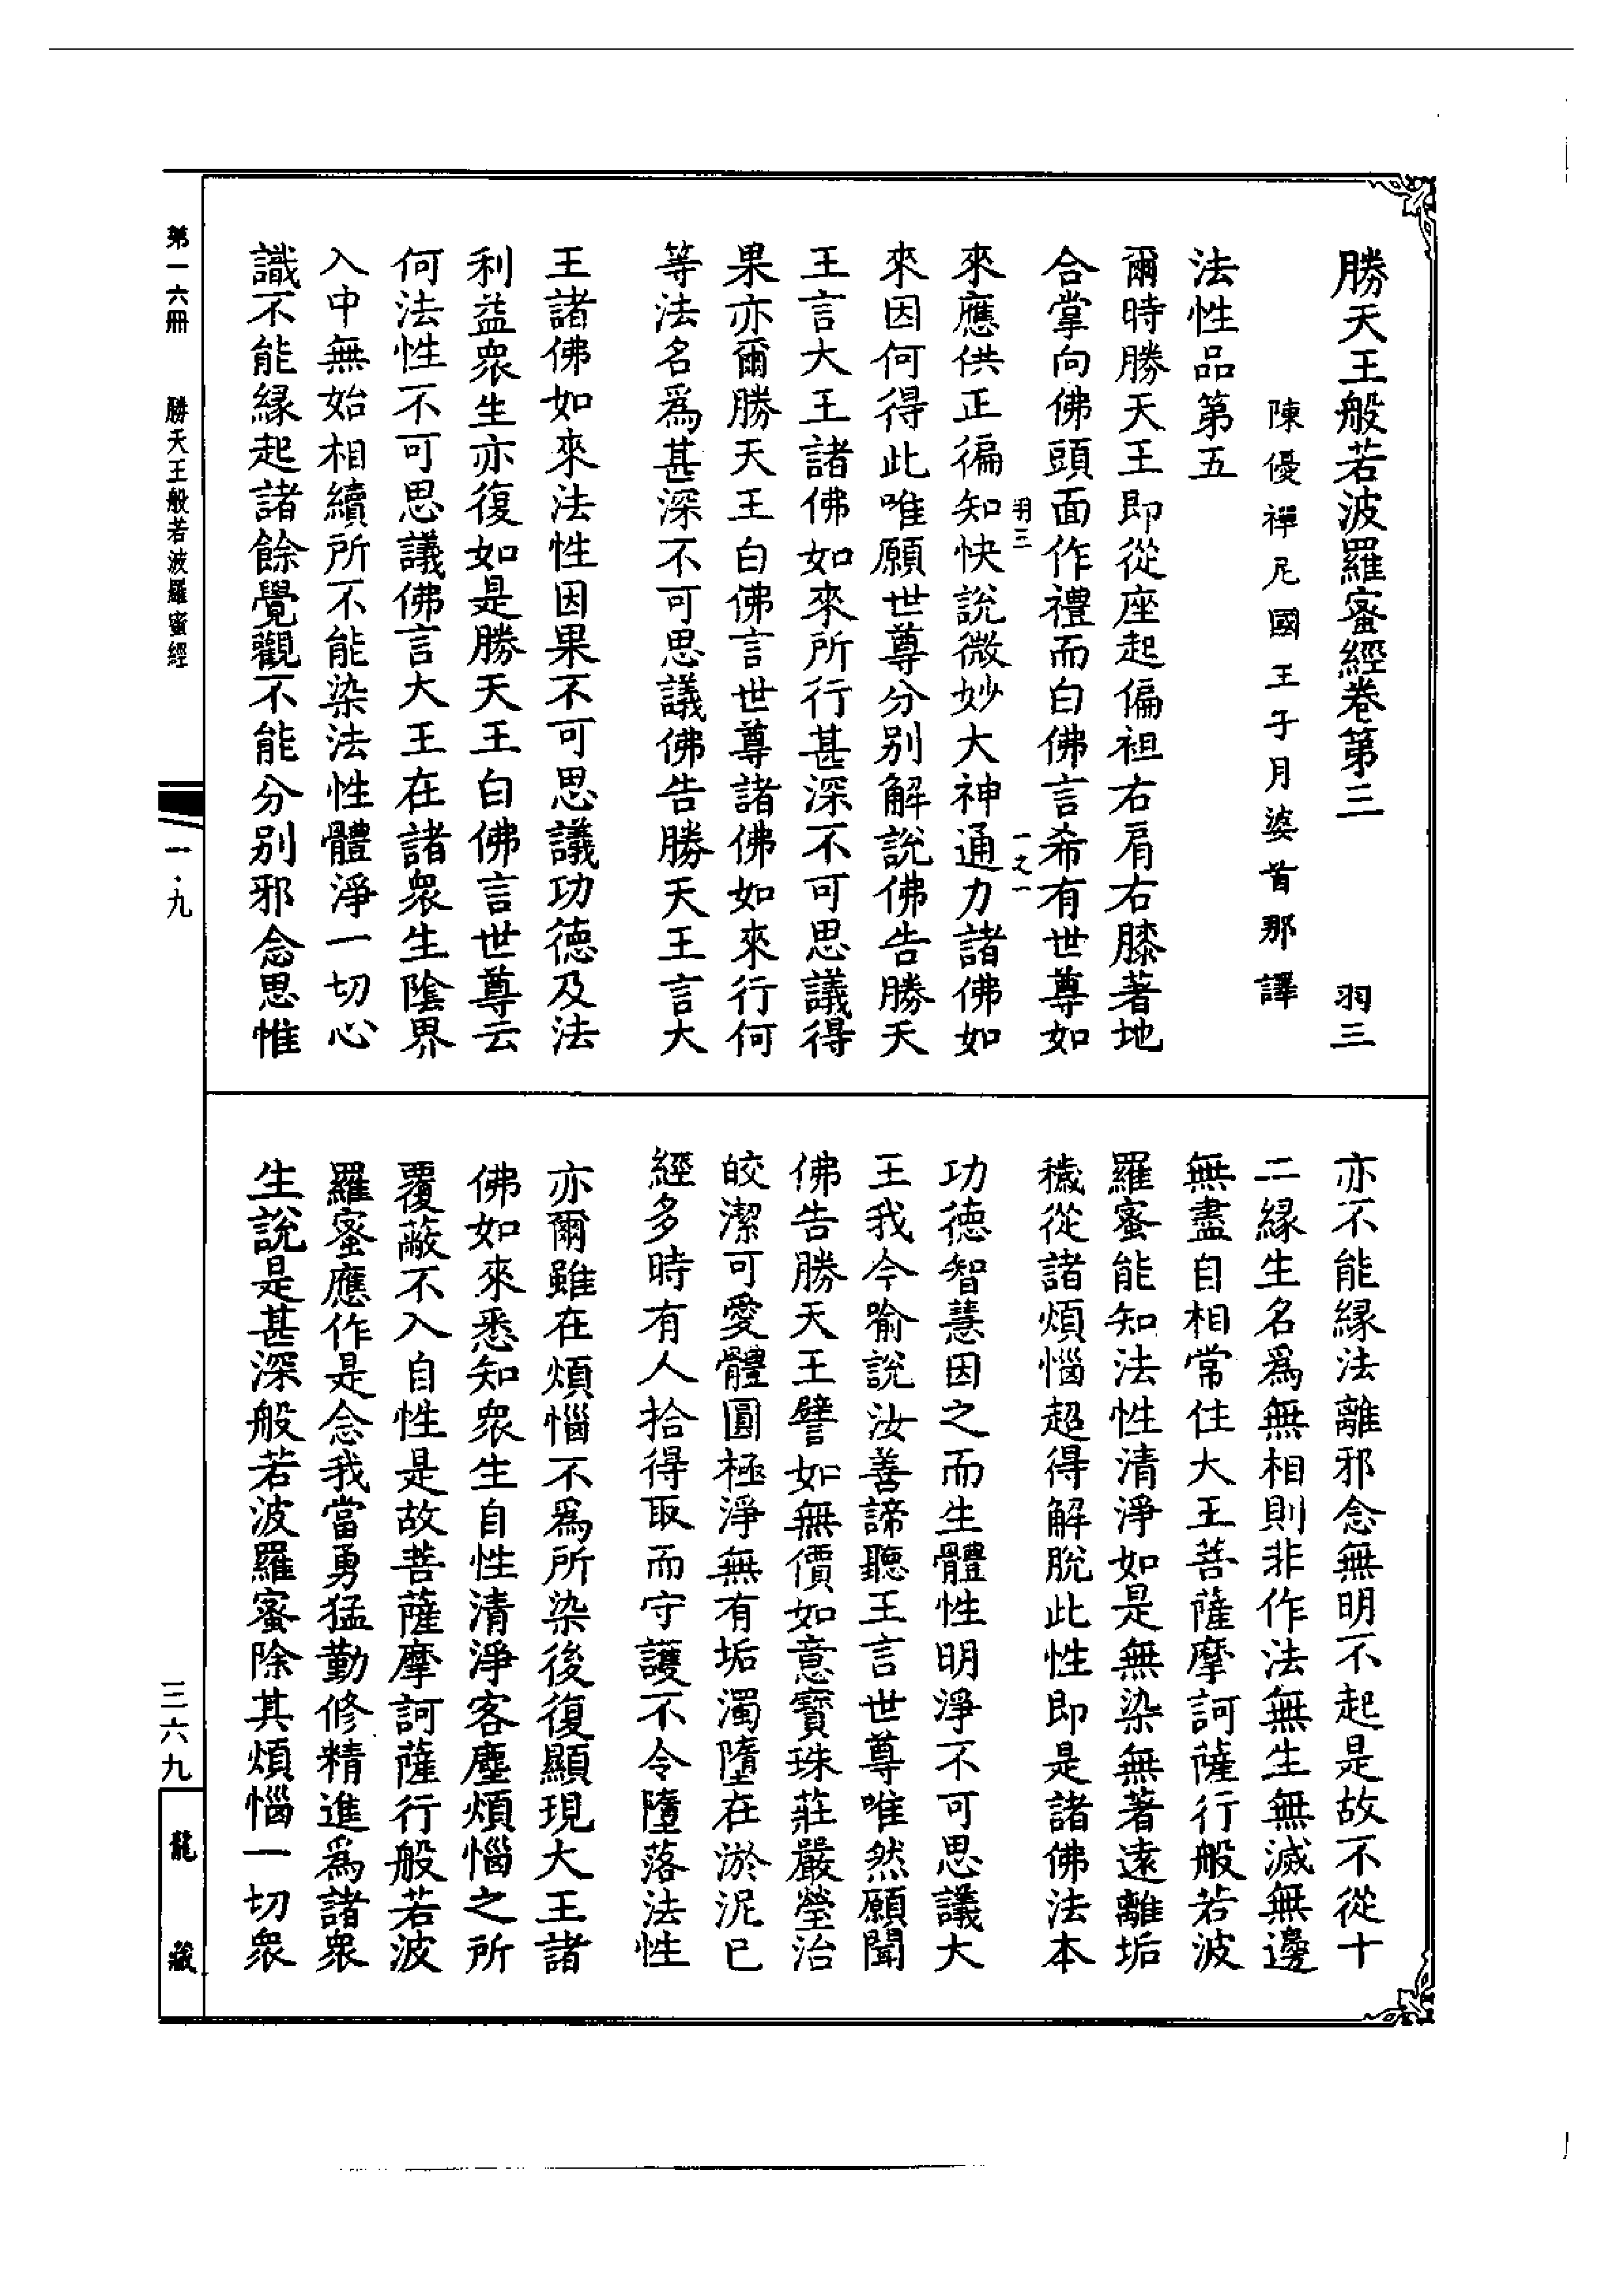 勝天王般若波羅蜜經卷第三　羽三
陳優禪尼國王子月婆首那譯
法性品第五
爾時勝天王即從座起偏袒右肩右膝著地
合掌向佛頭面作禮而白佛言希有世尊如
羽三　一之一
來應供正徧知快說微妙大神通力諸佛如
來因何得此唯願世尊分別解說佛告勝天
王言大王諸佛如來所行甚深不可思議得
果亦爾勝天王白佛言世尊諸佛如來行何
等法名爲甚深不可思議佛告勝天王言大
王諸佛如來法性因果不可思議功德及法
利益衆生亦復如是勝天王白佛言世尊云
何法性不可思議佛言大王在諸衆生陰界
入中無始相續所不能染法性體淨一切心
識不能緣起諸餘覺觀不能分別邪念思惟
亦不能緣法離邪念無明不起是故不從十
二緣生名爲無相則非作法無生無滅無邊
無盡自相常住大王菩薩摩訶薩行般若波
羅蜜能知法性清淨如是無染無著遠離垢
穢從諸煩惱超得解脫此性即是諸佛法本
功德智慧因之而生體性明淨不可思議大
王我今喻說汝善諦聽王言世尊唯然願聞
佛告勝天王譬如無價如意寶珠莊嚴瑩治
皎潔可愛體圓極淨無有垢濁墮在淤泥已
經多時有人拾得取而守護不令墮落法性
亦爾雖在煩惱不爲所染後復顯現大王諸
佛如來悉知衆生自性清淨客塵煩惱之所
覆蔽不入自性是故菩薩摩訶薩行般若波
羅蜜應作是念我當勇猛勤修精進爲諸衆
生說是甚深般若波羅蜜除其煩惱一切衆
第一六冊　勝天王般若波羅蜜經
一·九
三六九
龍藏